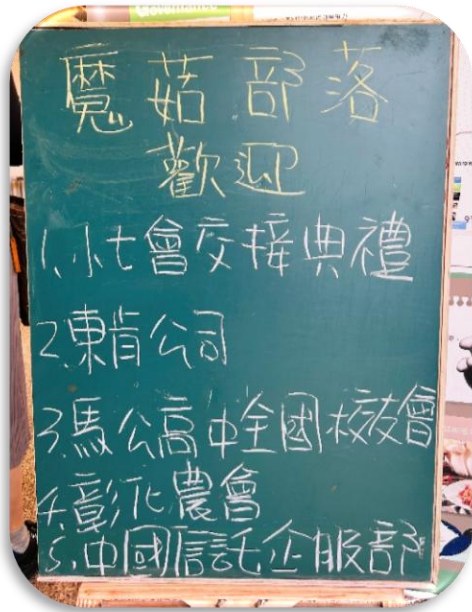 Governance
魔菇部落
歡迎
1.小七會交接典禮
2.東肯公司
3.馬公高中全國校友會
4.彰化農會
5.中國信託企服部